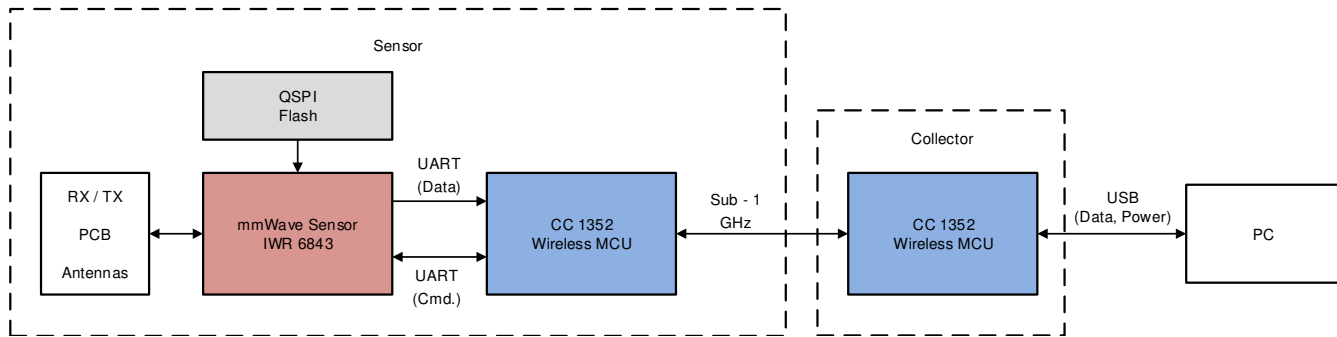 Sensor
QSPI
Flash
RX / TX
PCB
Antennas
mmWave Sensor
IWR 6843
UART
(Data)
UART
(Cmd.)
CC 1352
Wireless MCU
Sub - 1
GHz
Collector
CC 1352
Wireless MCU
USB
(Data, Power)
PC